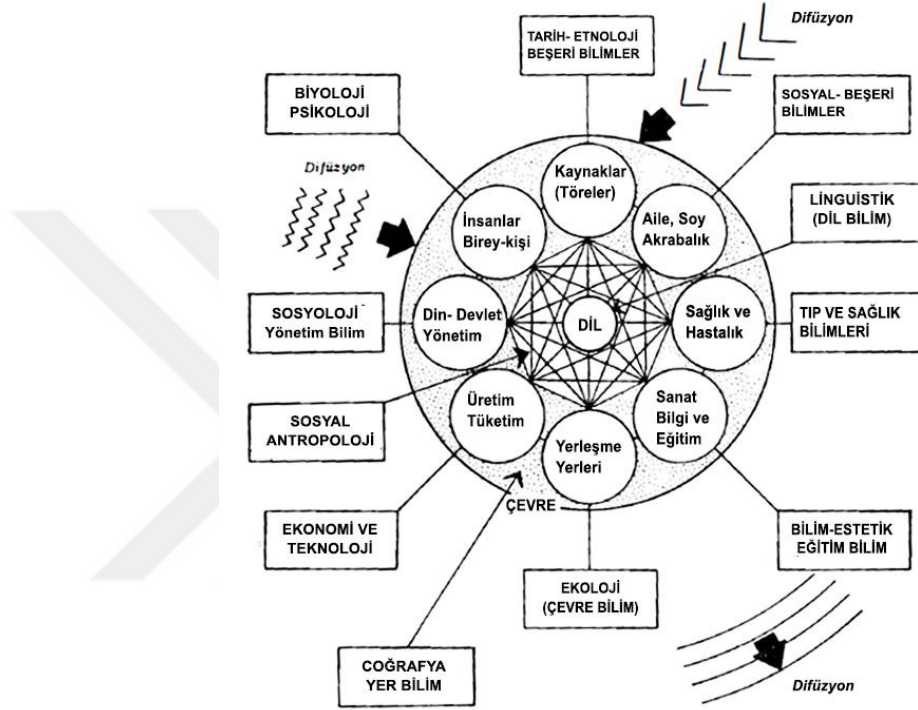 Difüzyon
TARİH- ETNOLOJİ
BEŞERİ BİLİMLER
BİYOLOJİ
PSIKOLOJİ
SOSYAL- BEŞERİ
BİLİMLER
Difüzyon
Kaynaklar
(Töreler)
İnsanlar
Birey-kişi
Aile, Soy
Akrabalık
LİNGUİSTİK
(DİL BİLİM)
SOSYOLOJİ
Yönetim Bilim
Din- Devlet
Yönetim
DİL
Sağlık ve
Hastalık
TIP VE SAĞLIK
BİLİMLERİ
SOSYAL
ANTROPOLOJİ
Üretim
Tüketim
Sanat
Bilgi ve
Eğitim
Yerleşme
Yerleri
ÇEVRE
EKONOMİ VE
TEKNOLOJİ
BİLİM-ESTETİK
EĞİTİM BİLİM
EKOLOJİ
(ÇEVRE BİLİM)
COĞRAFYA
YER BİLİM
Difüzyon